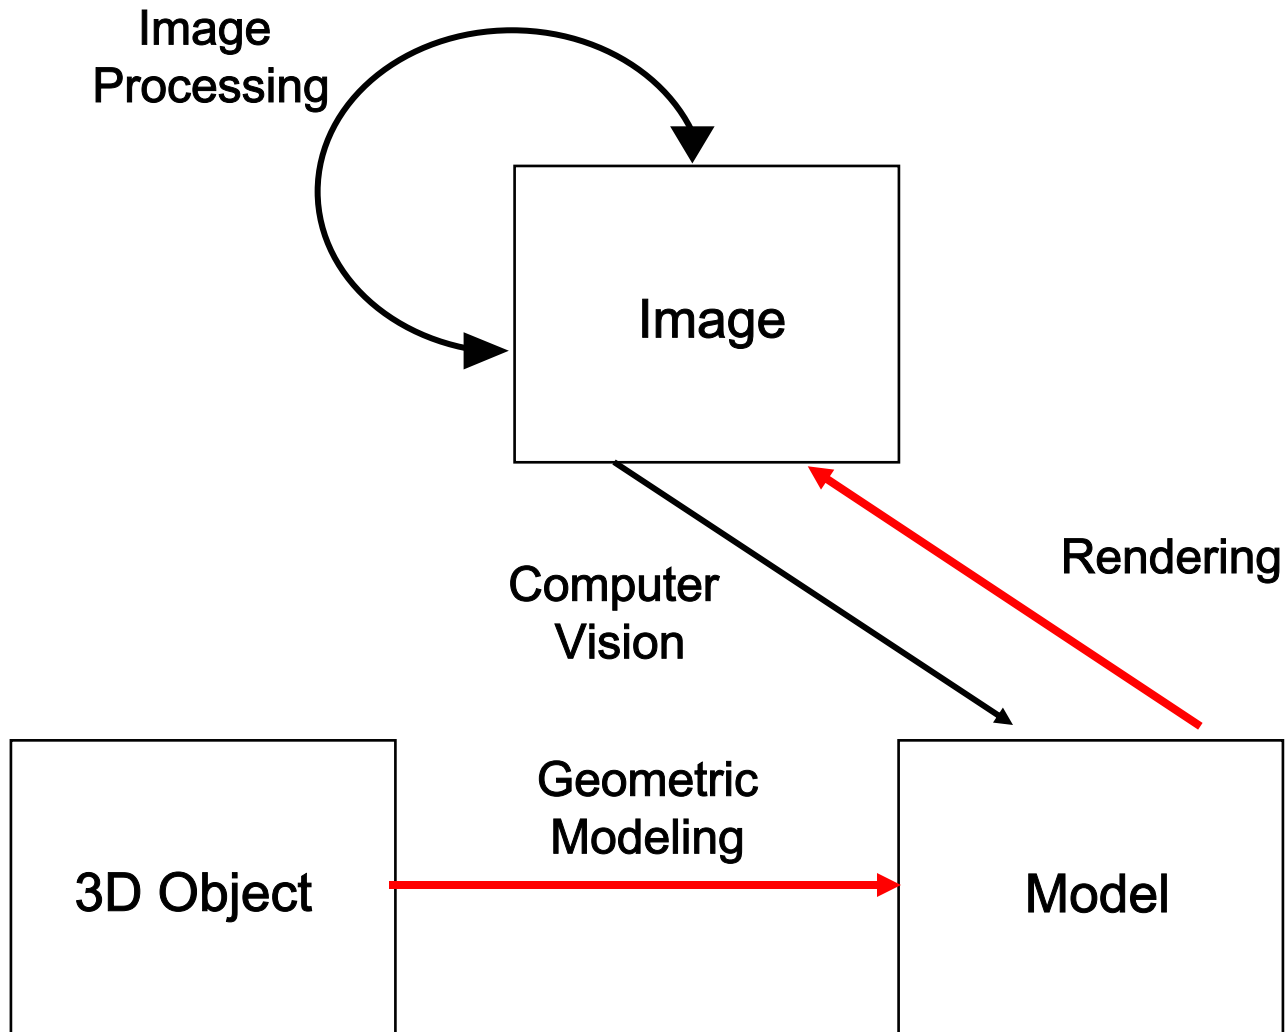 Image
Processing
Image
Rendering
Computer
Vision
Geometric
Modeling
3D Object
Model